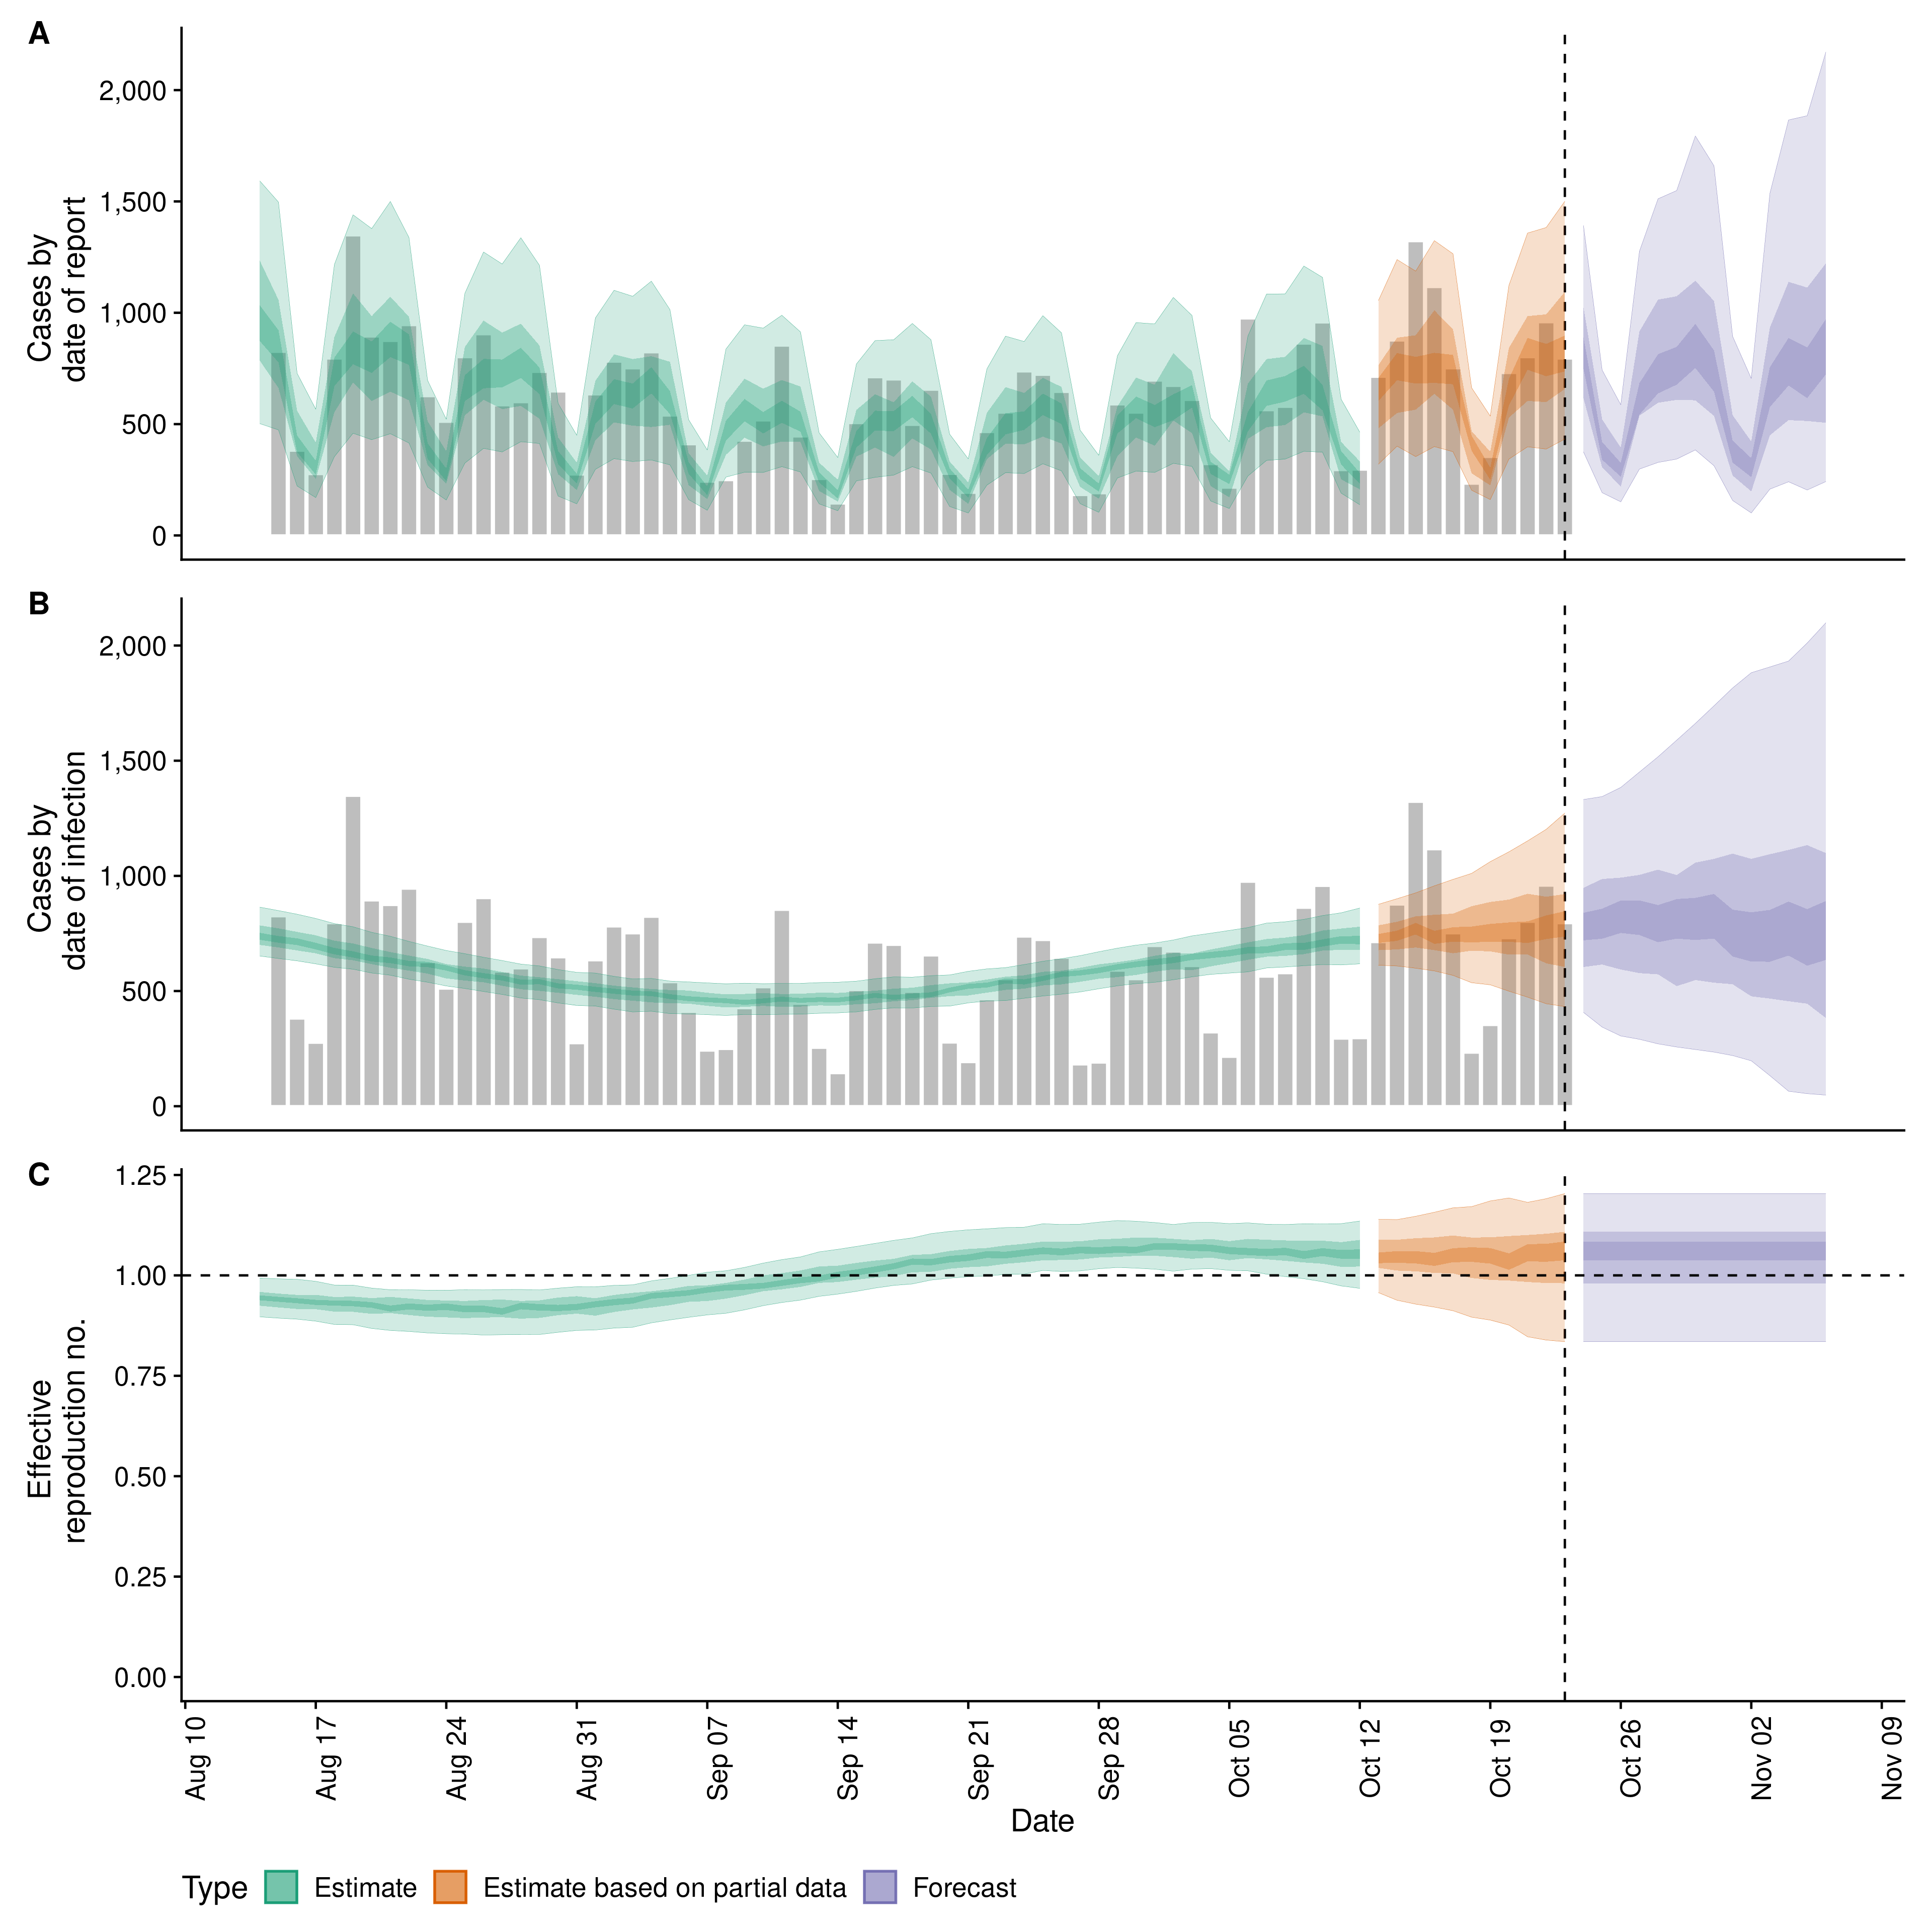 A
Cases by
date of report
2,000
1,500
1,000
500
0
B
Cases by
date of infection
2,000
1,500
1,000
500
0
C
Effective
reproduction no.
1.25
1.00
0.75
0.50
0.25
0.00
Aug 10
Aug 17
Aug 24
Aug 31
Sep 07
Sep 14
Sep 21
Sep 28
Oct 05
Oct 12
Oct 19
Oct 26
Nov 02
Nov 09
Date
Type Estimate Estimate based on partial data Forecast